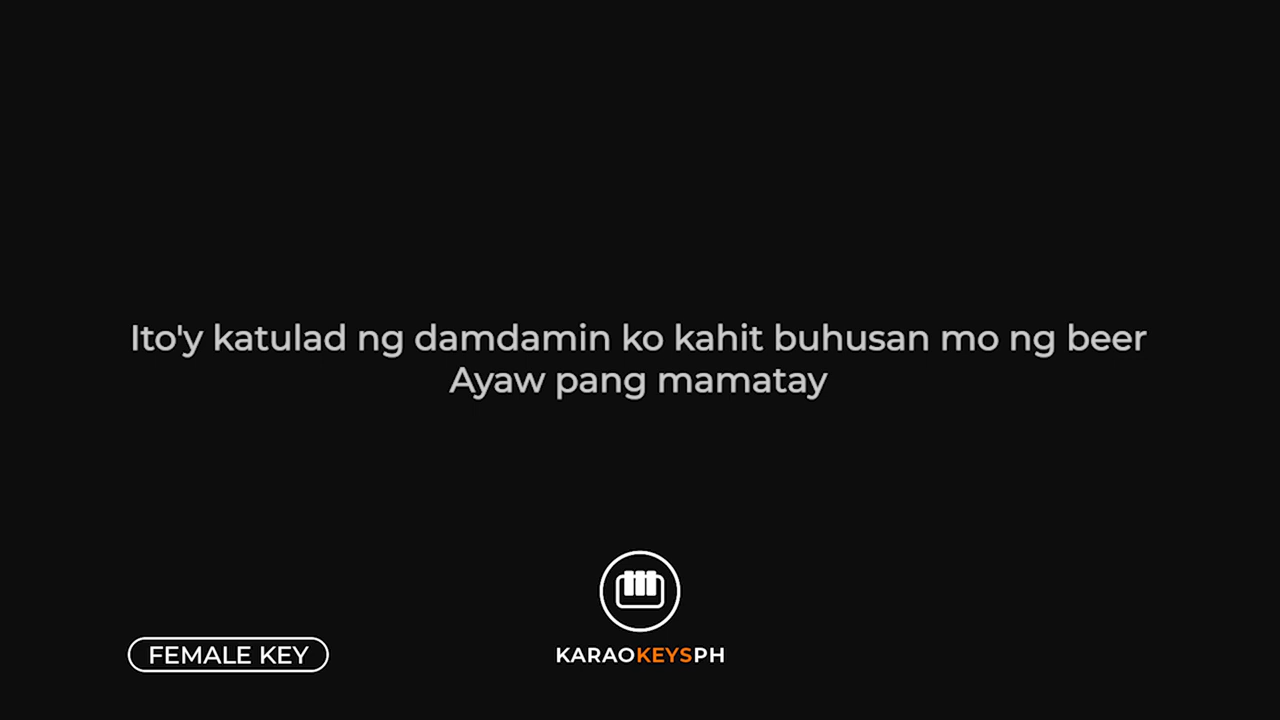 Ito'y katulad ng damdamin ko kahit buhusan mo ng beer
Ayaw pang mamatay
FEMALE KEY
KARAOKEYSPH